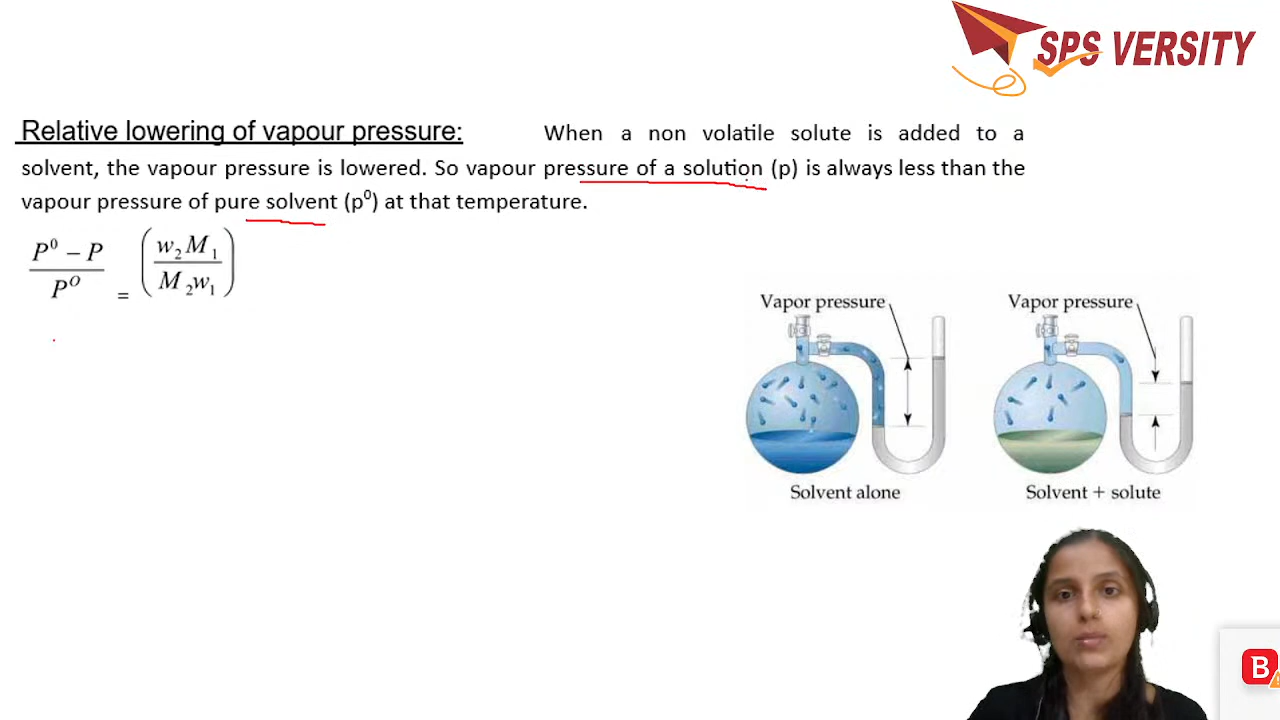 SPS VERSITY
Relative lowering of vapour pressure: When a non volatile solute is added to a
solvent, the vapour pressure is lowered. So vapour pressure of a solution (p) is always less than the
vapour pressure of pure solvent (p⁰) at that temperature.
(P⁰ – P)/P^O = (w₂M₁/M₂w₁)
Vapor pressure
Vapor pressure
Solvent alone
Solvent + solute
B